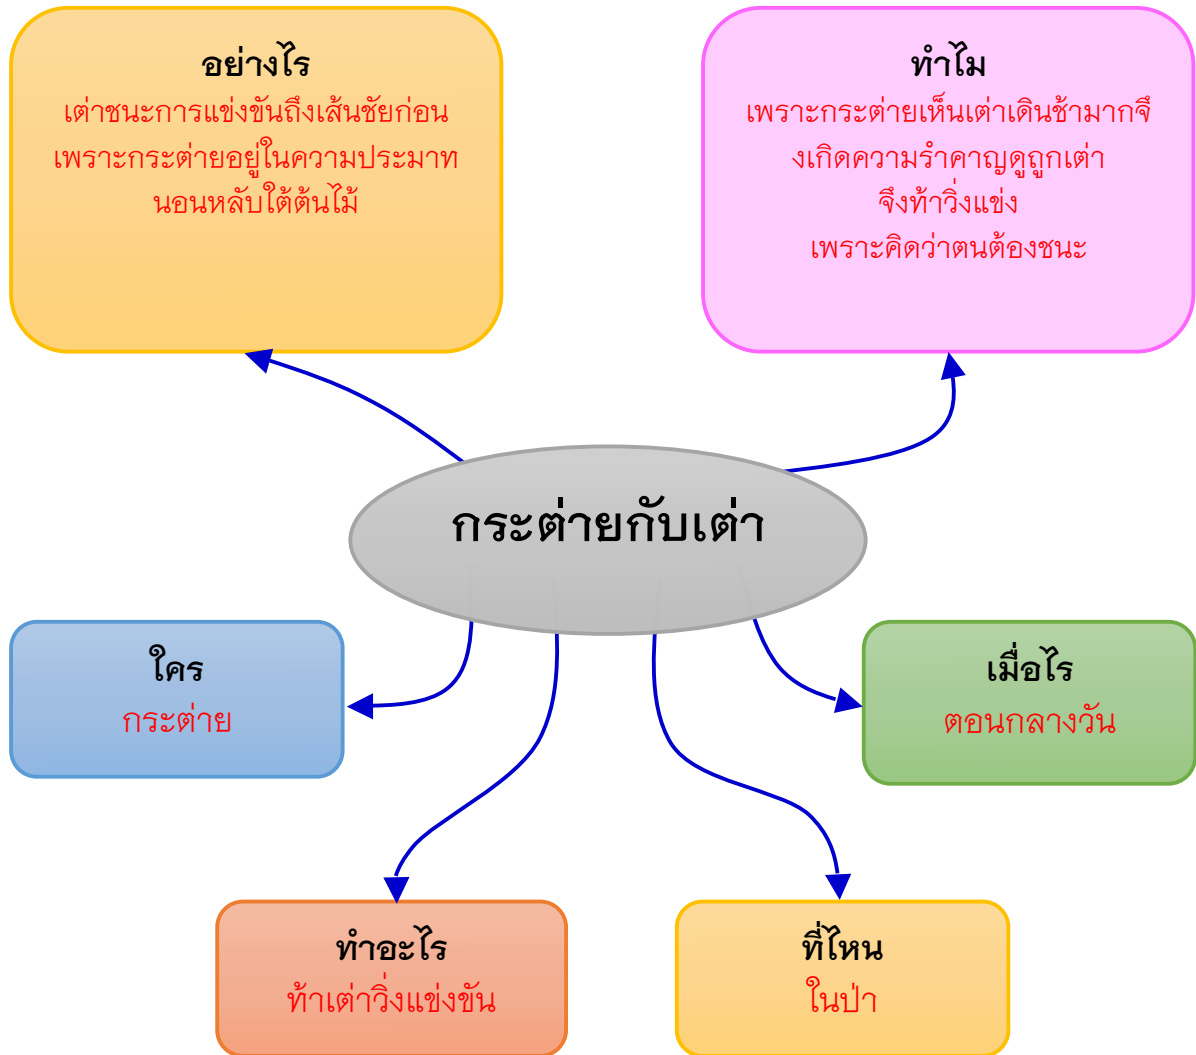 อย่างไร
เต่าชนะการแข่งขันถึงเส้นชัยก่อน
เพราะกระต่ายอยู่ในความประมาท
นอนหลับใต้ต้นไม้
ทำไม
เพราะกระต่ายเห็นเต่าเดินช้ามากจึ
งเกิดความรำคาญดูถูกเต่า
จึงท้าวิ่งแข่ง
เพราะคิดว่าตนต้องชนะ
กระต่ายกับเต่า
ใคร
กระต่าย
เมื่อไร
ตอนกลางวัน
ทำอะไร
ท้าเต่าวิ่งแข่งขัน
ที่ไหน
ในป่า